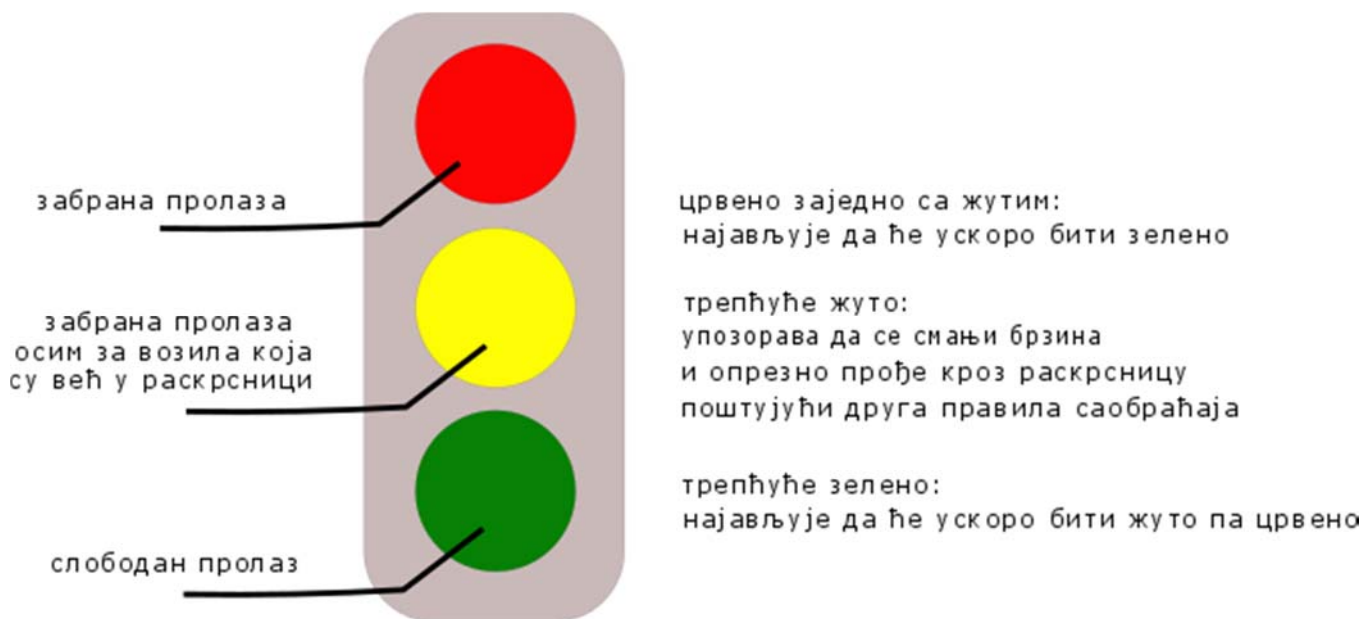 забрана пролаза
забрана пролаза
осим за возила која
су већ у раскрсници
слободан пролаз
црвено заједно са жутим:
најављује да ће ускоро бити зелено
трепћуће жуто:
упозорава да се смањи брзина
и опрезно прође кроз раскрсницу
поштујући друга правила саобраћаја
трепћуће зелено:
најављује да ће ускоро бити жуто па црвено